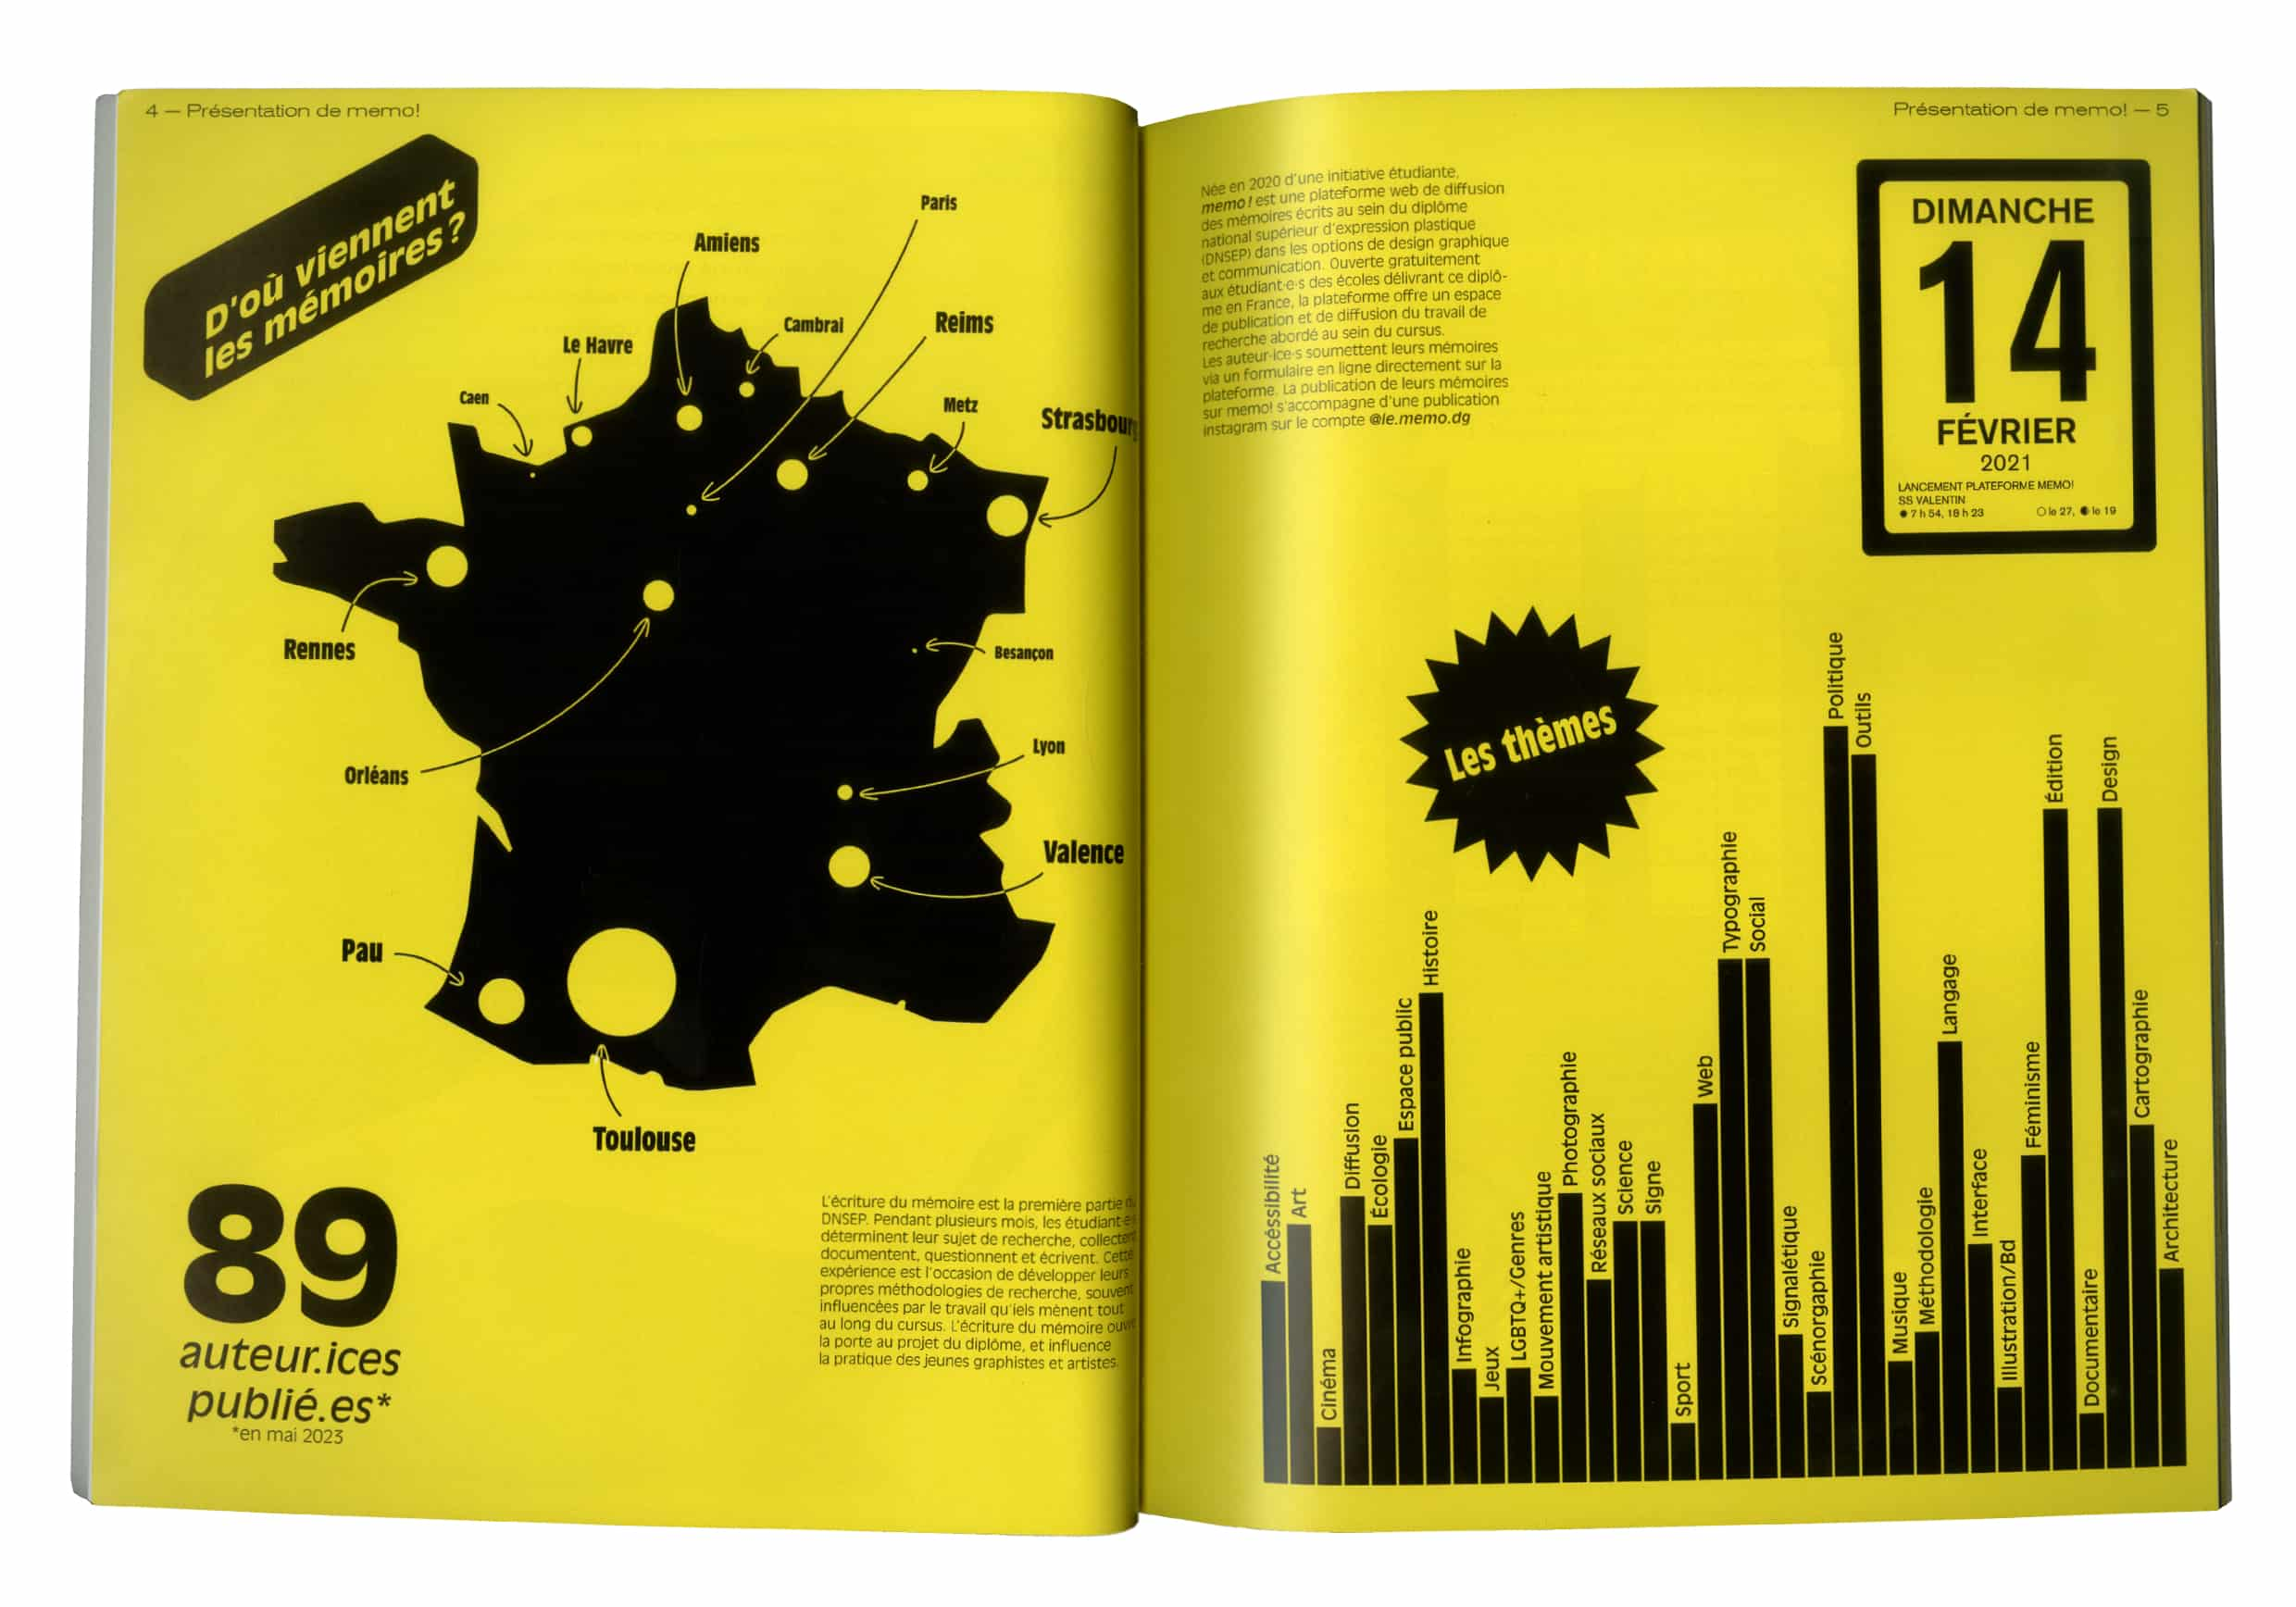 4 — Présentation de memo!
D'où viennent
les mémoires ?
Paris
Amiens
Cambrai
Reims
Le Havre
Caen
Metz
Strasbourg
Rennes
Besançon
Orléans
Lyon
Valence
Pau
Toulouse
89
auteur.ices
publié.es*
*en mai 2023
L'écriture du mémoire est la première partie
DNSEP. Pendant plusieurs mois, les étudiant·e·
déterminent leur sujet de recherche, collectent
documentent, questionnent et écrivent. Cette
expérience est l'occasion de développer leurs
propres méthodologies de recherche, souvent
influencées par le travail qu'iels mènent tout
au long du cursus. L'écriture du mémoire ouvre
la porte au projet du diplôme, et influence
la pratique des jeunes graphistes et artistes.
Présentation de memo! — 5
Née en 2020 d'une initiative étudiante,
memo ! est une plateforme web de diffusion
des mémoires écrits au sein du diplôme
national supérieur d'expression plastique
(DNSEP) dans les options de design graphique
et communication. Ouverte gratuitement
aux étudiant·e·s des écoles délivrant ce diplô-
me en France, la plateforme offre un espace
de publication et de diffusion du travail de
recherche abordé au sein du cursus.
Les auteur·ice·s soumettent leurs mémoires
via un formulaire en ligne directement sur la
plateforme. La publication de leurs mémoires
sur memo! s'accompagne d'une publication
instagram sur le compte @le.memo.dg
DIMANCHE
14
FÉVRIER
2021
LANCEMENT PLATEFORME MEMO!
SS VALENTIN
7 h 54, 18 h 23 le 27, le 19
Les thèmes
Accéssibilité
Art
Cinéma
Diffusion
Écologie
Espace public
Histoire
Infographie
Jeux
LGBTQ+/Genres
Mouvement artistique
Photographie
Réseaux sociaux
Science
Signe
Sport
Web
Typographie
Social
Signalétique
Scénorgaphie
Politique
Outils
Musique
Méthodologie
Langage
Interface
Illustration/Bd
Féminisme
Édition
Documentaire
Design
Cartographie
Architecture